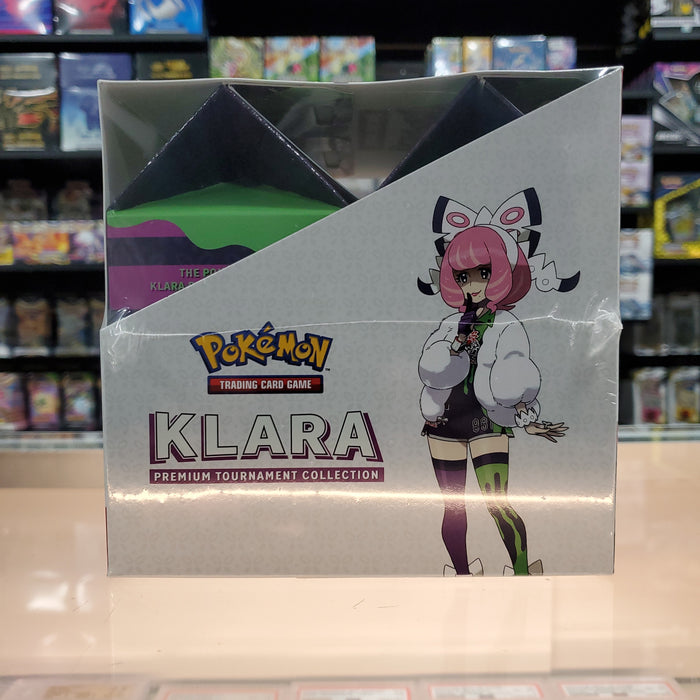 THE PO
KLARA
POKÉMON
TRADING CARD GAME
KLARA
PREMIUM TOURNAMENT COLLECTION